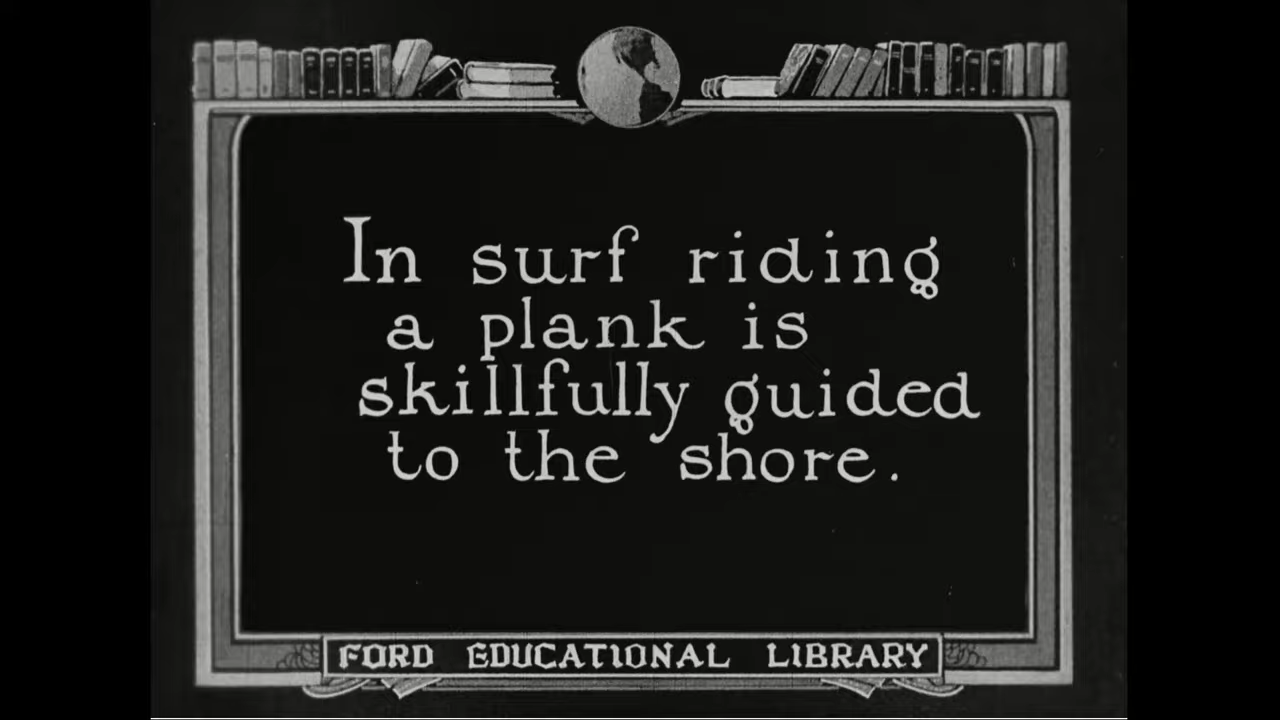 In surf riding
a plank is
skillfully guided
to the shore.
FORD EDUCATIONAL LIBRARY